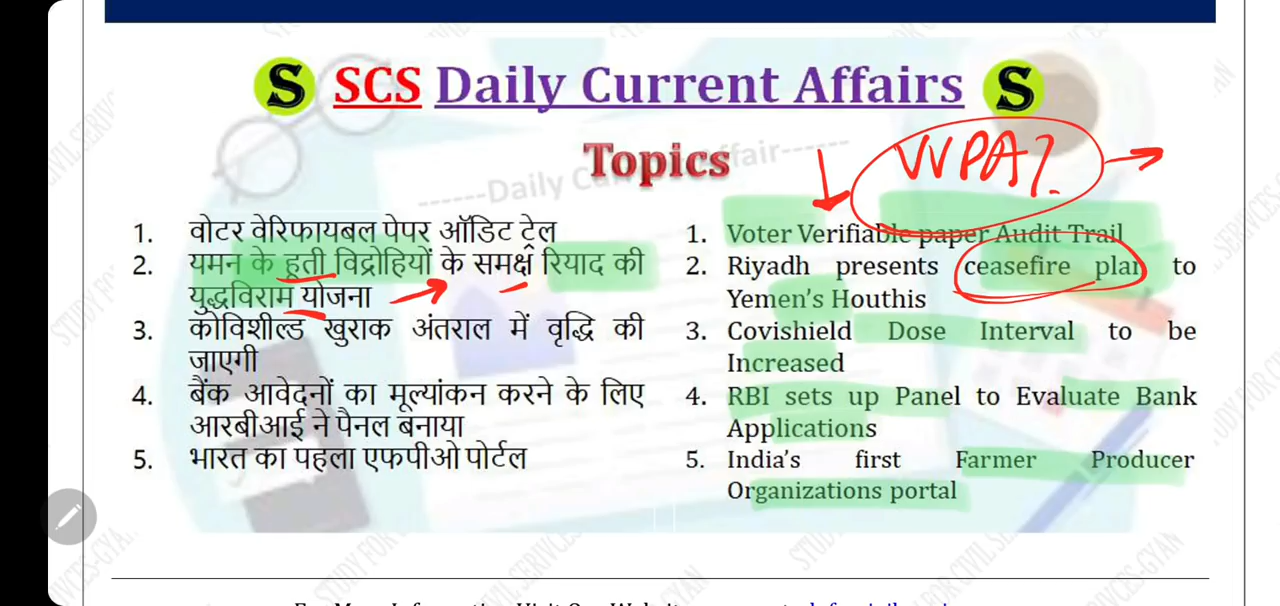 S SCS Daily Current Affairs S
Topics
VVPAT
------Daily Current Affair------
1. वोटर वेरिफायबल पेपर ऑडिट ट्रेल
2. यमन के हूती विद्रोहियों के समक्ष रियाद की
युद्धविराम योजना
3. कोविशील्ड खुराक अंतराल में वृद्धि की
जाएगी
4. बैंक आवेदनों का मूल्यांकन करने के लिए
आरबीआई ने पैनल बनाया
5. भारत का पहला एफपीओ पोर्टल
1. Voter Verifiable paper Audit Trail
2. Riyadh presents ceasefire plan to
Yemen's Houthis
3. Covishield Dose Interval to be
Increased
4. RBI sets up Panel to Evaluate Bank
Applications
5. India's first Farmer Producer
Organizations portal